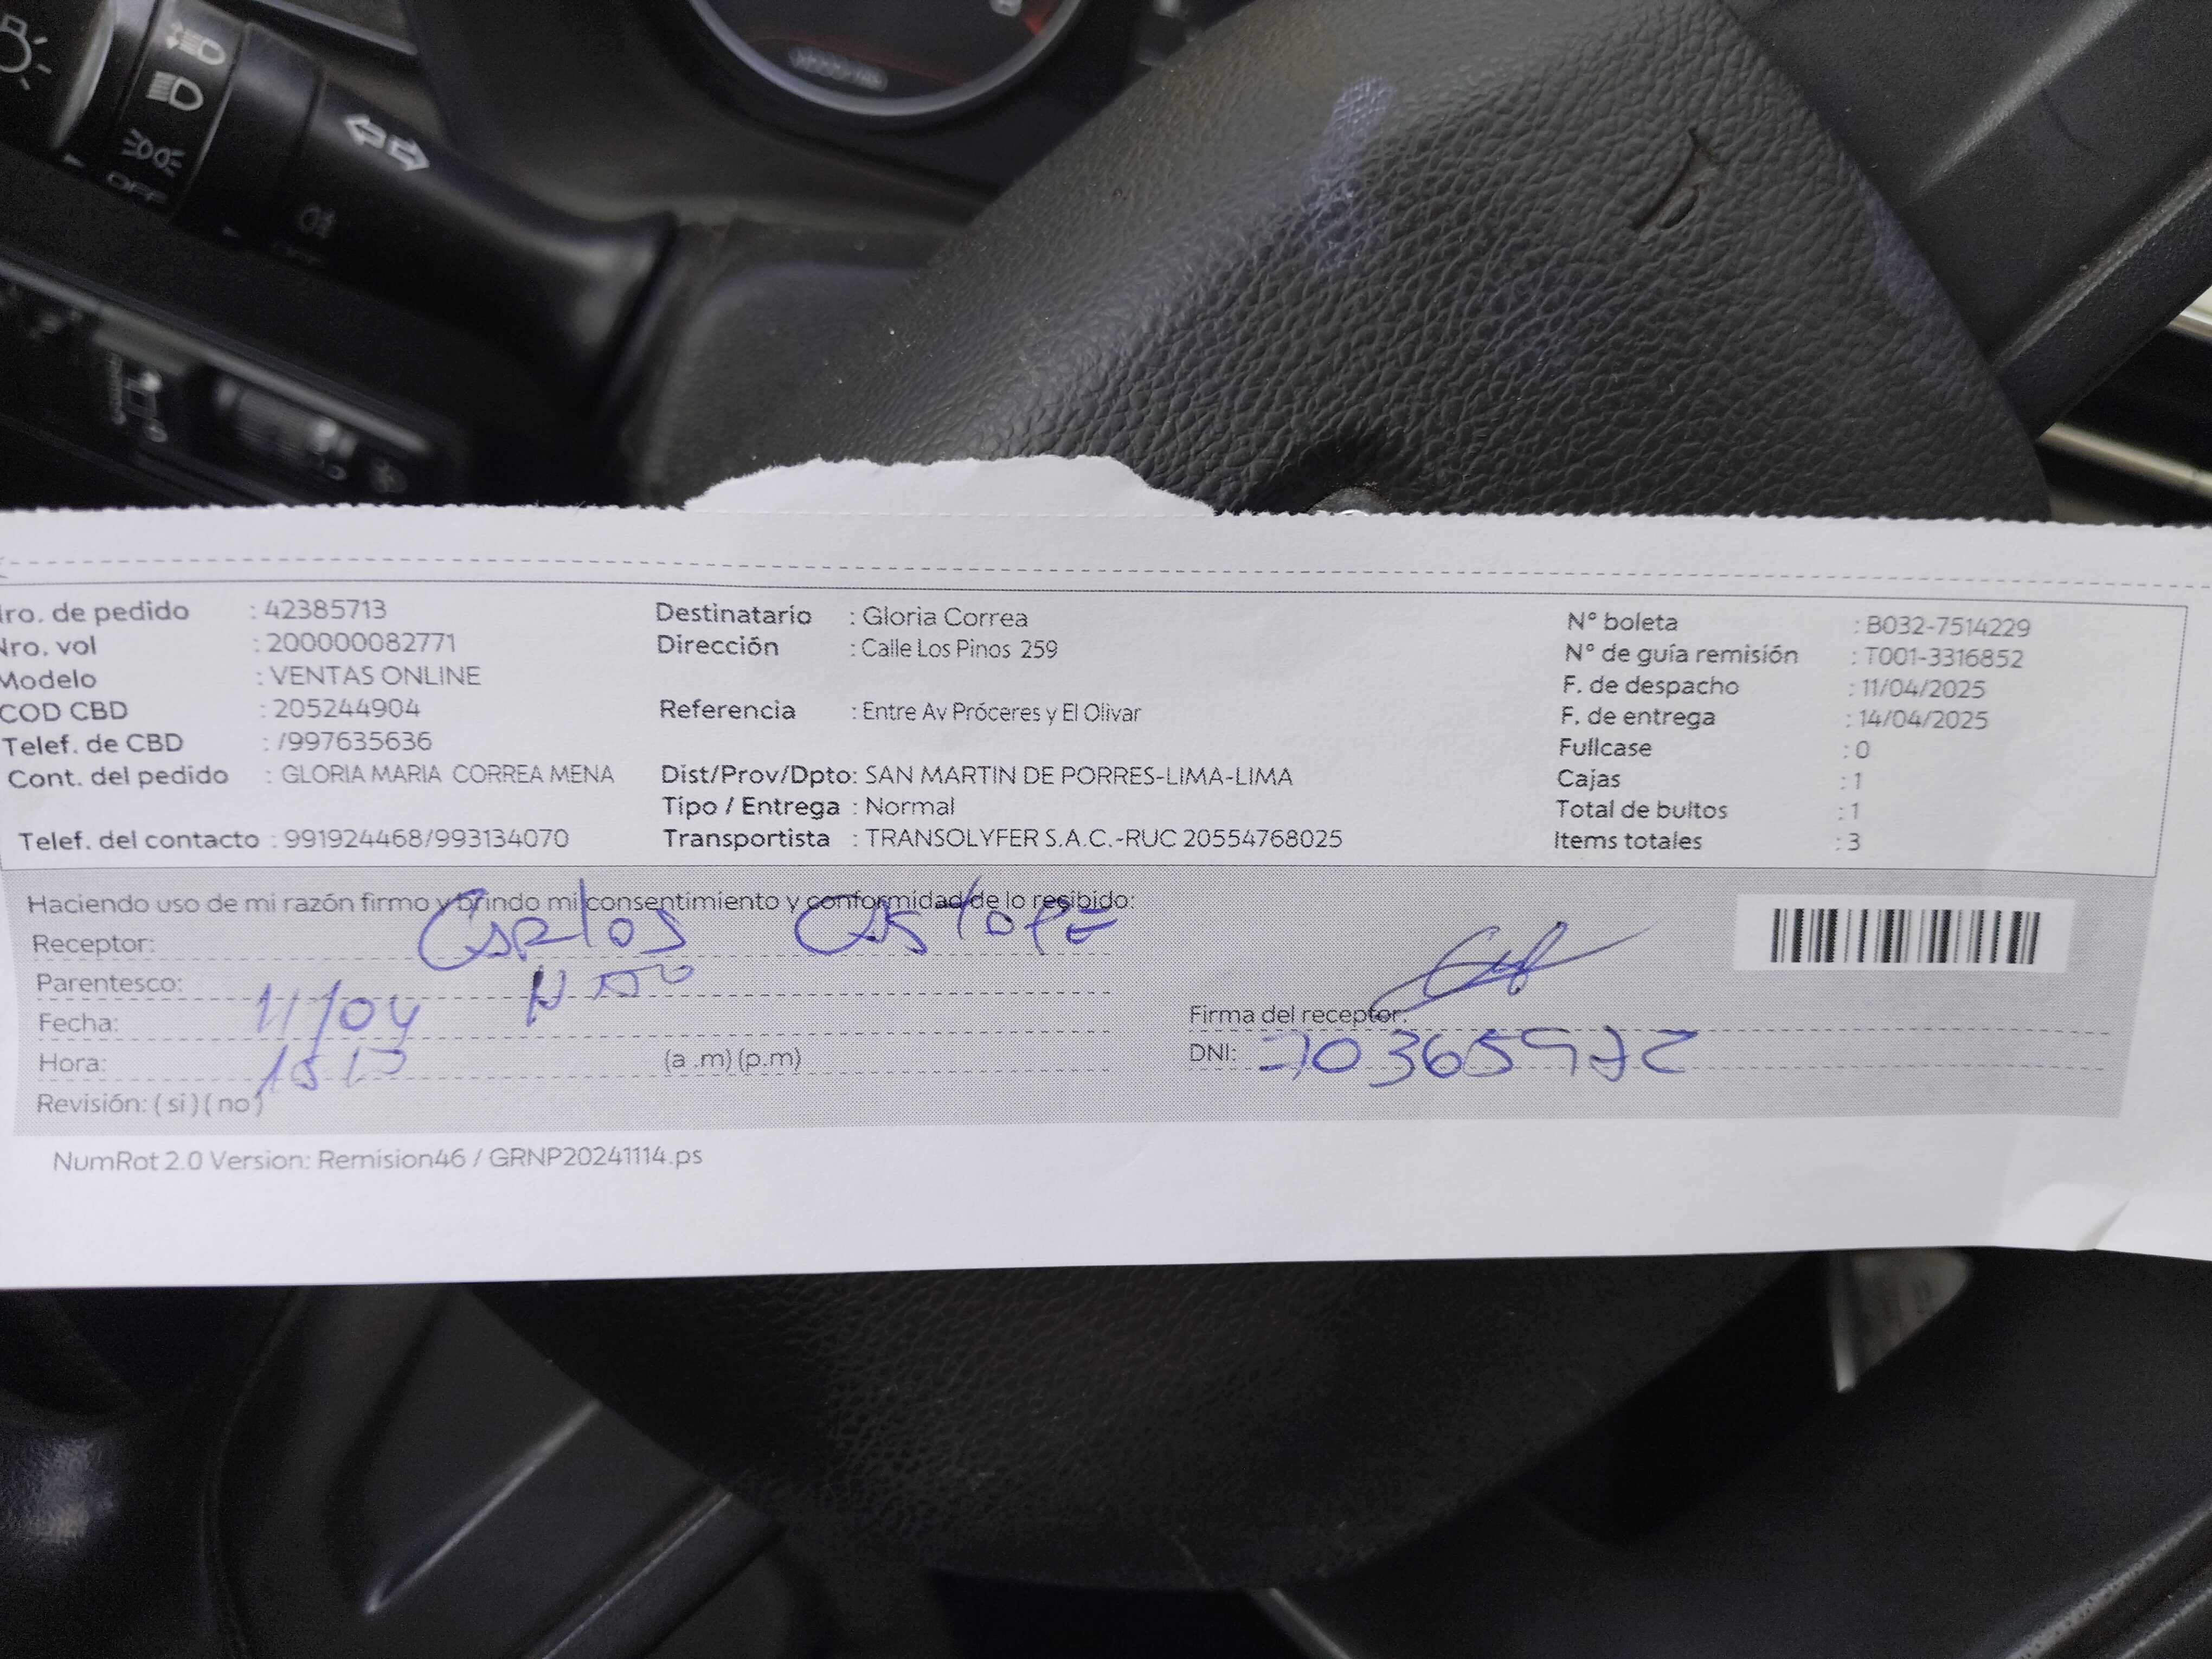 OFF
OFF
ro. de pedido : 42385713
Nro. vol : 200000082771
Modelo : VENTAS ONLINE
COD CBD : 205244904
Telef. de CBD : /997635636
Cont. del pedido : GLORIA MARIA CORREA MENA
Telef. del contacto : 991924468/993134070
Destinatario : Gloria Correa
Dirección : Calle Los Pinos 259
Referencia : Entre Av Próceres y El Olivar
Dist/Prov/Dpto: SAN MARTIN DE PORRES-LIMA-LIMA
Tipo / Entrega : Normal
Transportista : TRANSOLYFER S.A.C.-RUC 20554768025
N° boleta : B032-7514229
N° de guía remisión : T001-3316852
F. de despacho : 11/04/2025
F. de entrega : 14/04/2025
Fullcase : 0
Cajas : 1
Total de bultos : 1
Items totales : 3
Haciendo uso de mi razón firmo y brindo mi consentimiento y conformidad de lo recibido:
Receptor: Carlos
Parentesco:
Fecha: 11/04
Hora: (a .m) (p.m)
Revisión: ( si ) ( no )
Firma del receptor:
DNI:
NumRot 2.0 Version: Remision46 / GRNP20241114.ps